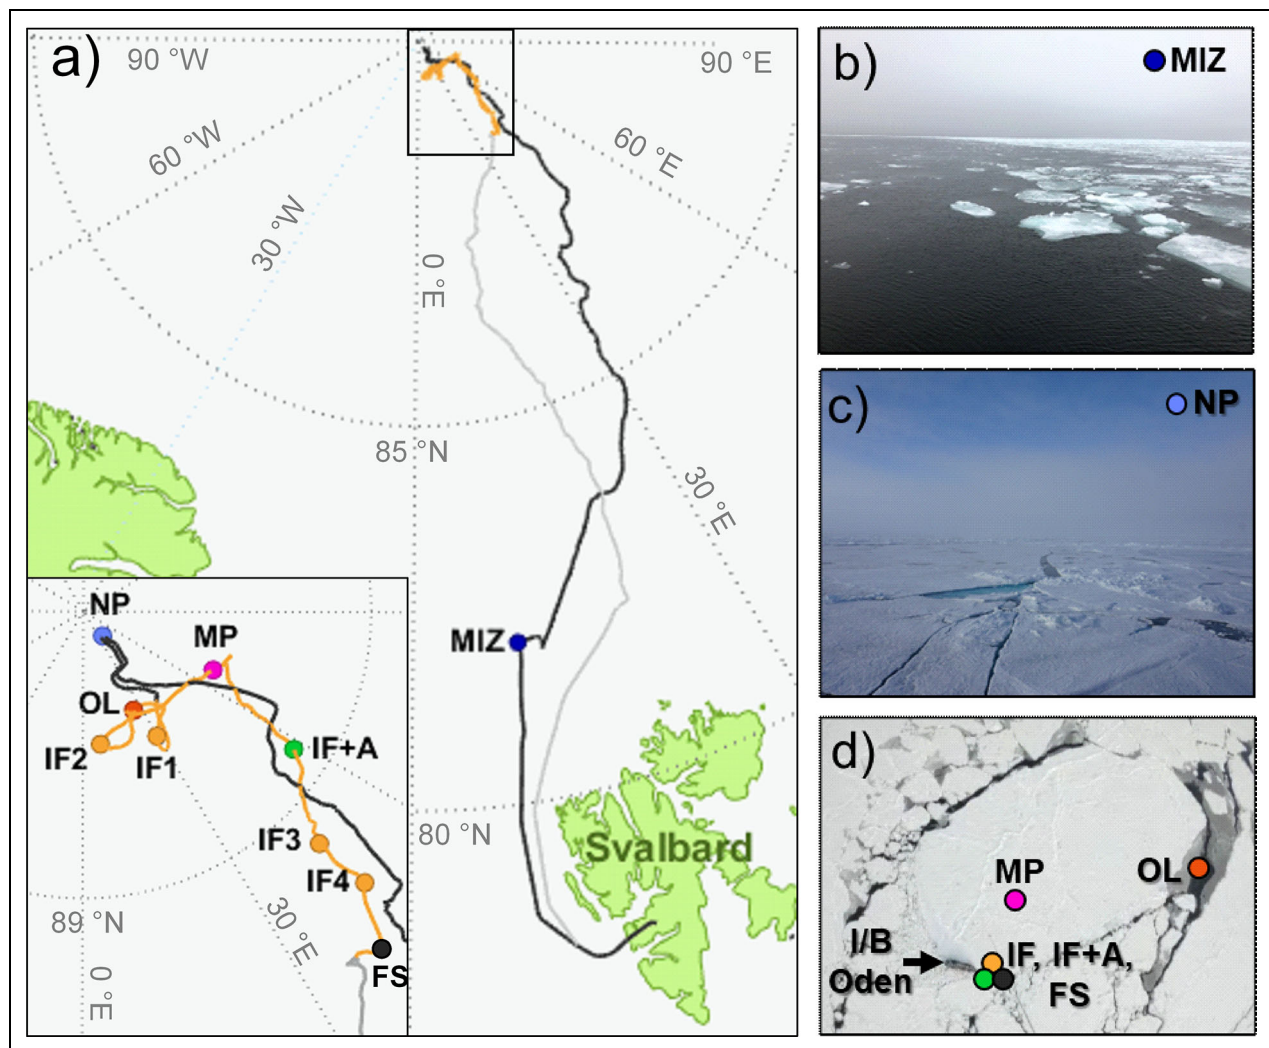 a)
90 °W
90 °E
60 °W
60 °E
30 °W
0 °E
85 °N
30 °E
MIZ
80 °N
Svalbard
NP
MP
OL
IF2
IF1
IF+A
IF3
IF4
89 °N
30 °E
0 °E
FS
b)
MIZ
c)
NP
d)
MP
OL
I/B
Oden
IF, IF+A,
FS